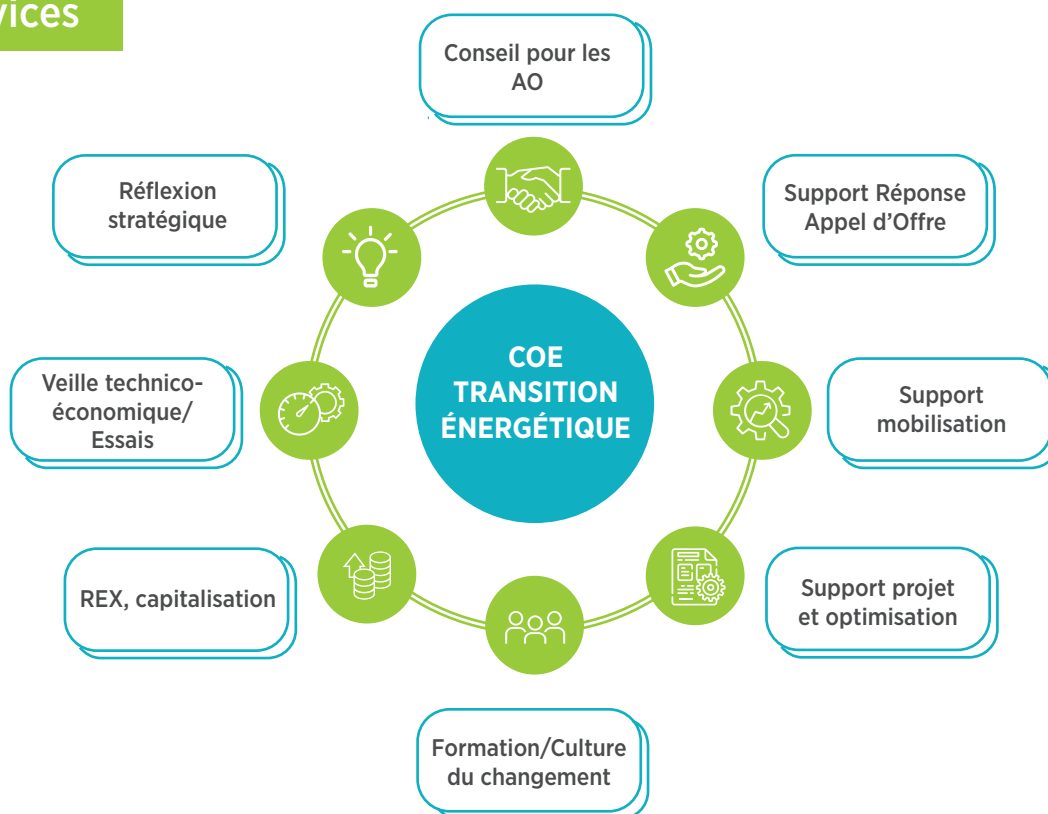 Conseil pour les
AO
Support Réponse
Appel d’Offre
Support
mobilisation
Support projet
et optimisation
Formation/Culture
du changement
REX, capitalisation
Veille technico-
économique/
Essais
Réflexion
stratégique
COE
TRANSITION
ÉNERGÉTIQUE